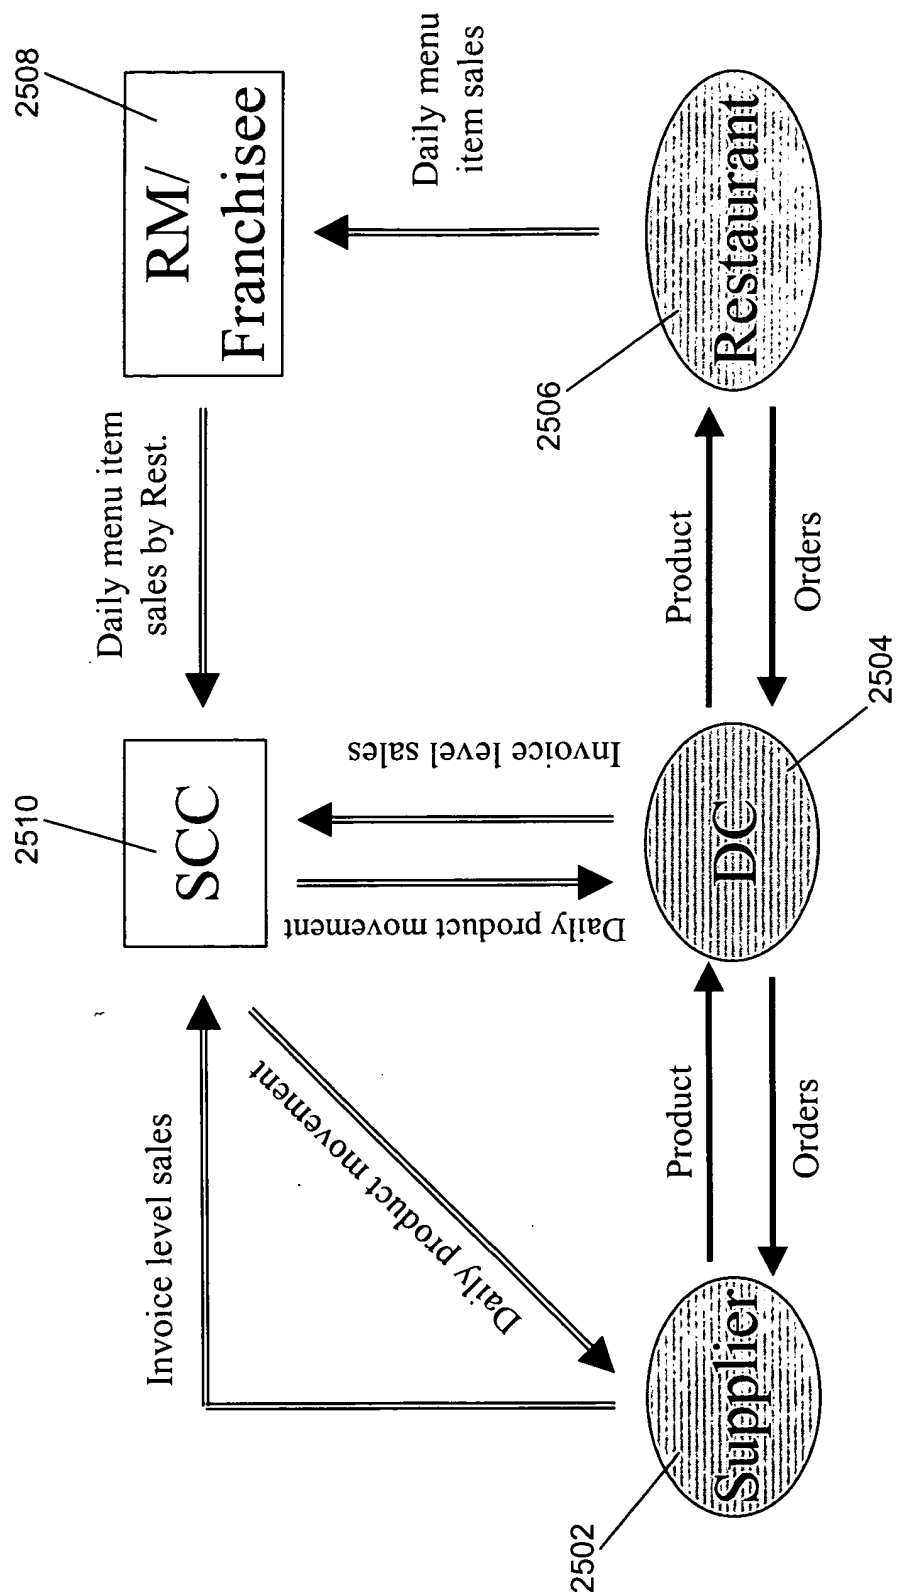 2510
2508
SCC
RM/
Franchisee
Invoice level sales
Daily menu item
sales by Rest.
Daily menu
item sales
Daily product movement
Daily product movement
Invoice level sales
2506
Product
Product
2502
Supplier
DC
Restaurant
Orders
Orders
2504